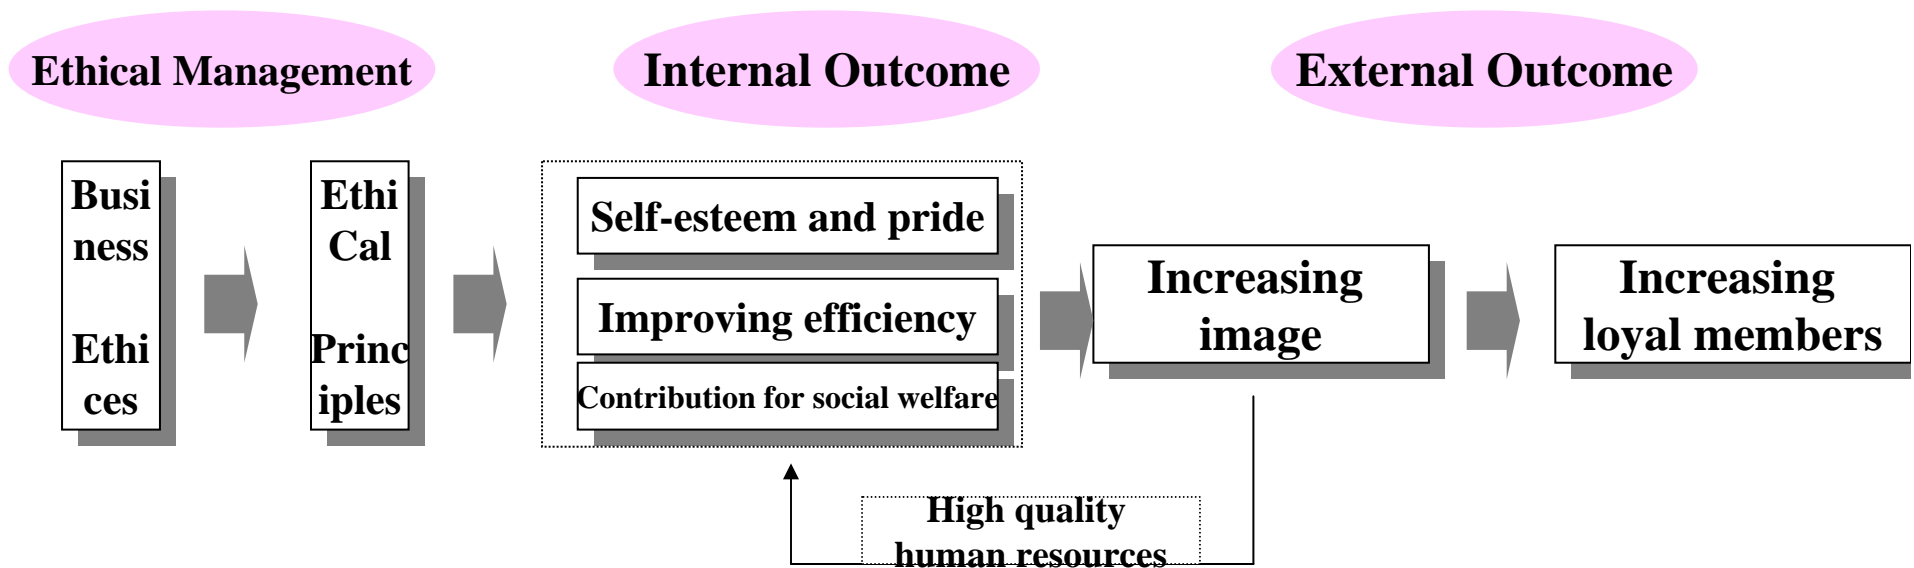 Ethical Management
Internal Outcome
External Outcome
Busi
ness
Ethi
ces
Ethi
Cal
Princ
iples
Self-esteem and pride
Improving efficiency
Contribution for social welfare
Increasing
image
Increasing
loyal members
High quality
human resources